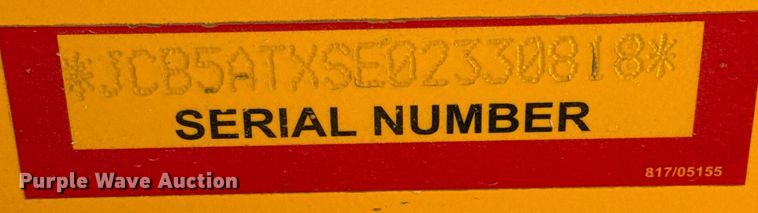 *JCB5ATXSE02330818*
SERIAL NUMBER
817/05155
Purple Wave Auction